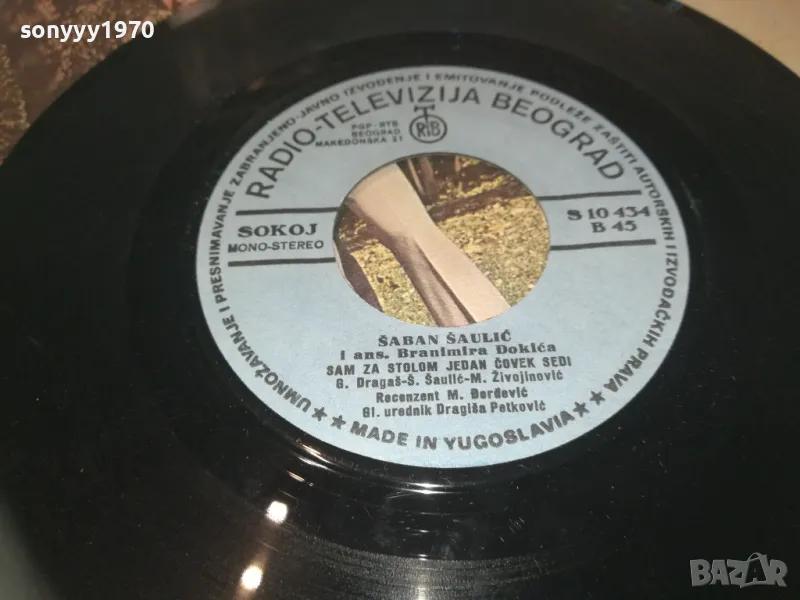 sonyyy1970
UMNOŽAVANJE I PRESNIMAVANJE ZABRANJENO-JAVNO IZVOĐENJE I EMITOVANJE PODLEŽE ZAŠTITI AUTORSKIH I IZVOĐAČKIH PRAVA
RADIO-TELEVIZIJA BEOGRAD
PGP-RTB
BEOGRAD
MAKEDONSKA 21
RTB
SOKOJ
MONO-STEREO
S 10 434
B 45
ŠABAN ŠAULIĆ
i ans. Branimira Đokića
SAM ZA STOLOM JEDAN ČOVEK SEDI
G. Dragaš-Š. Šaulić-M. Živojinović
Recenzent M. Đorđević
Gl. urednik Dragiša Petković
★★ MADE IN YUGOSLAVIA ★★
BAZAR